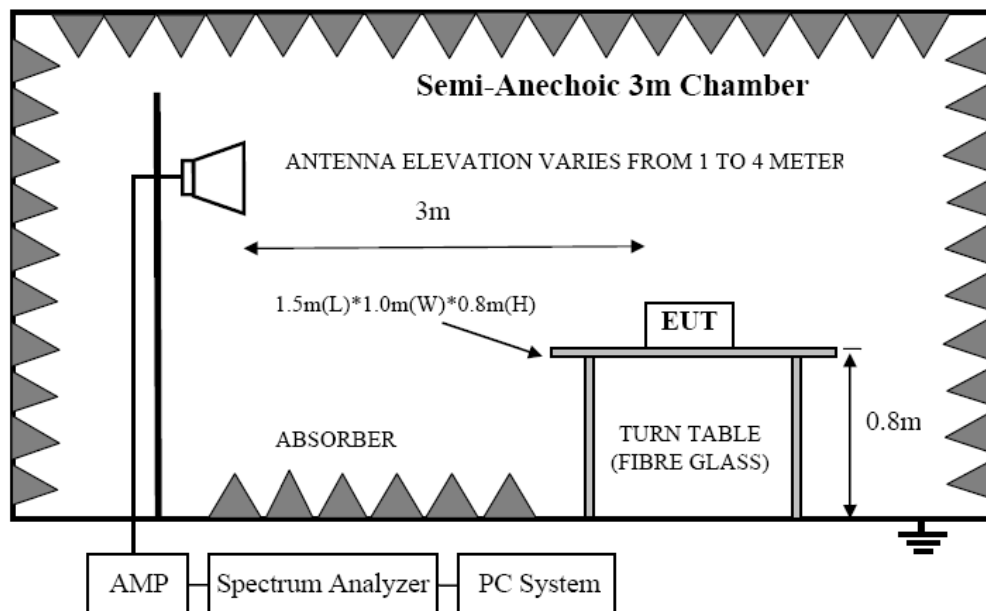 Semi-Anechoic 3m Chamber
ANTENNA ELEVATION VARIES FROM 1 TO 4 METER
3m
1.5m(L)*1.0m(W)*0.8m(H)
EUT
0.8m
ABSORBER
TURN TABLE
(FIBRE GLASS)
AMP
Spectrum Analyzer
PC System